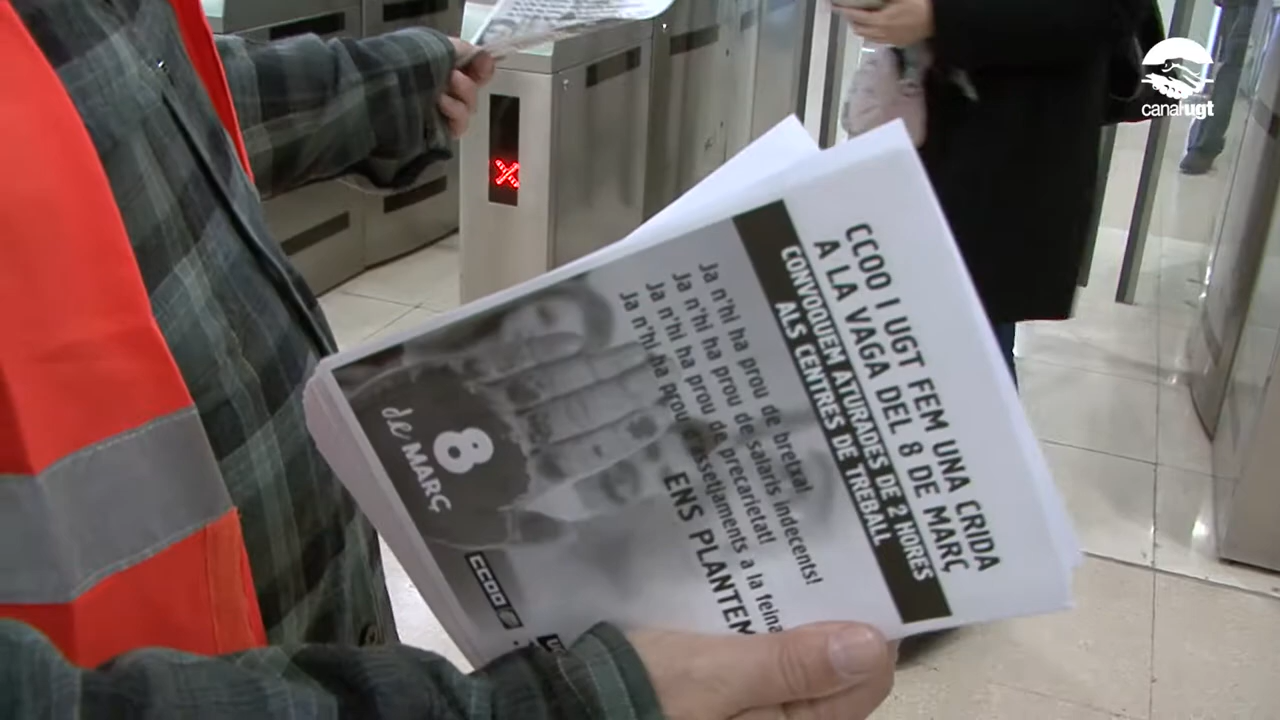 canalugt
CCOO I UGT FEM UNA CRIDA
A LA VAGA DEL 8 DE MARÇ
CONVOQUEM ATURADES DE 2 HORES
ALS CENTRES DE TREBALL
Ja n'hi ha prou de bretxa!
Ja n'hi ha prou de salaris indecents!
Ja n'hi ha prou de precarietat!
Ja n'hi ha prou d'assetjaments a la feina
ENS PLANTEM
8
de MARÇ
CCOO